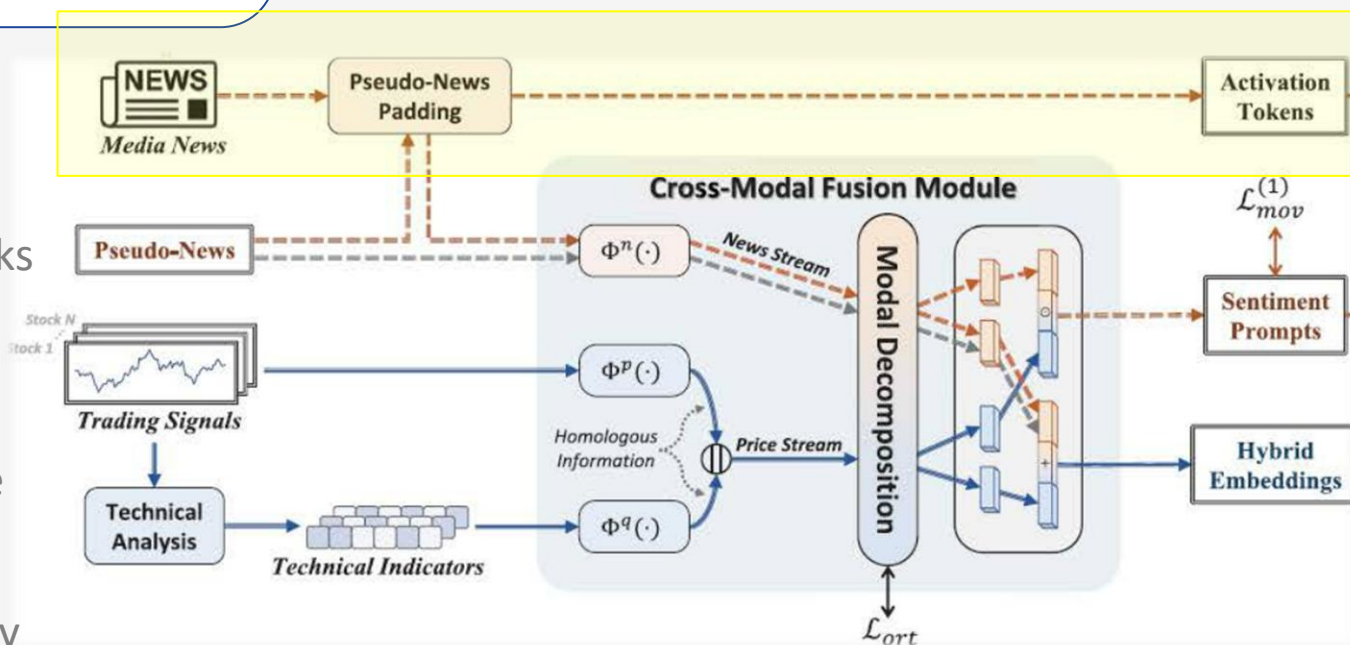 NEWS
Media News
Pseudo-News
Padding
Activation
Tokens
Cross-Modal Fusion Module
ℒ_mov^(1)
ks
Pseudo-News
Φⁿ(·)
News Stream
Modal Decomposition
⊙
Sentiment
Prompts
Stock N
Stock 1
Φᵖ(·)
Trading Signals
Homologous
Information
||
Price Stream
+
Hybrid
Embeddings
e
Technical
Analysis
Technical Indicators
Φ^q(·)
ℒ_ort
y